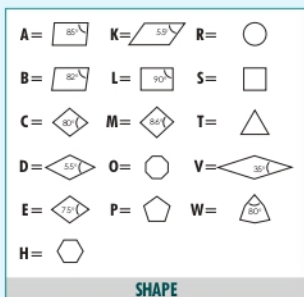 A= 85° K= 55° R=
B= 82° L= 90° S=
C= 80° M= 86° T=
D= 55° O= V= 35°
E= 75° P= W= 80°
H=
SHAPE